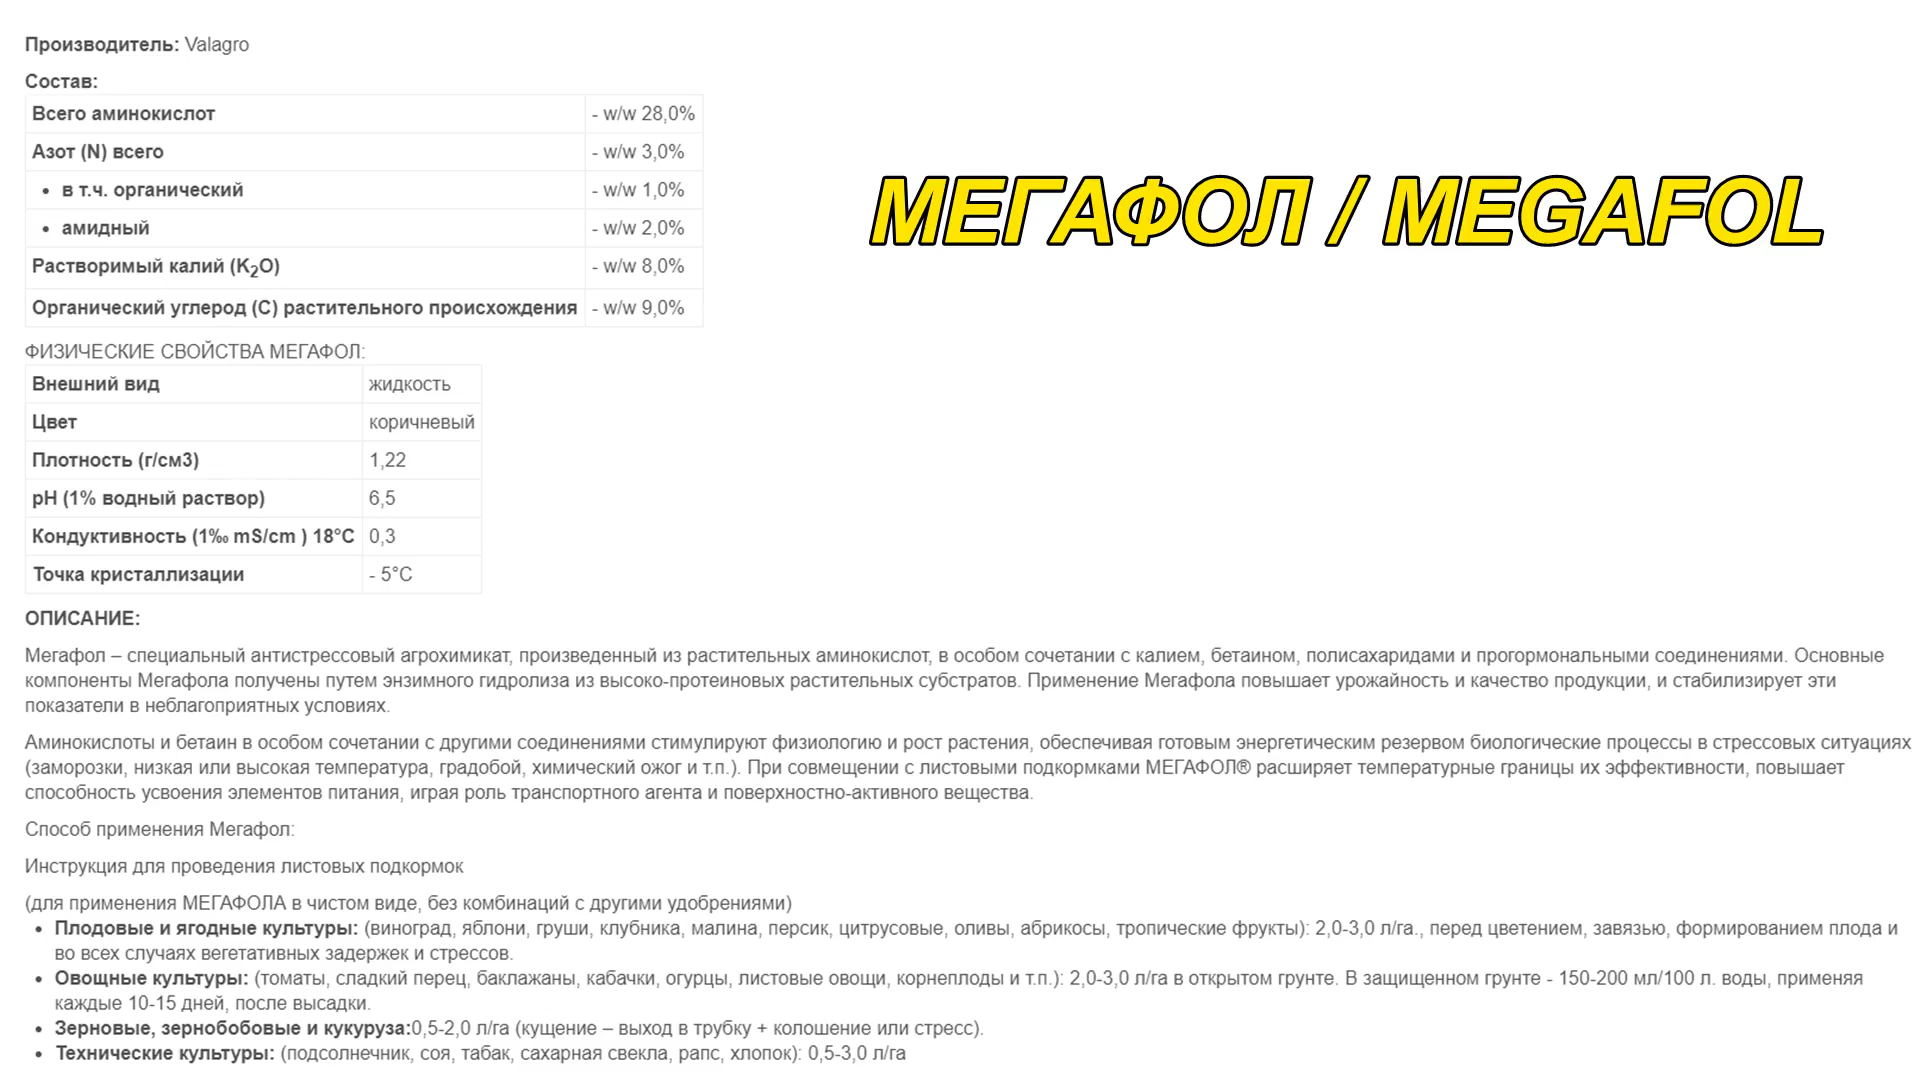 Производитель: Valagro
Состав:
Всего аминокислот - w/w 28,0%
Азот (N) всего - w/w 3,0%
• в т.ч. органический - w/w 1,0%
• амидный - w/w 2,0%
Растворимый калий (K2O) - w/w 8,0%
Органический углерод (C) растительного происхождения - w/w 9,0%
МЕГАФОЛ / MEGAFOL
ФИЗИЧЕСКИЕ СВОЙСТВА МЕГАФОЛ:
Внешний вид жидкость
Цвет коричневый
Плотность (г/см3) 1,22
pH (1% водный раствор) 6,5
Кондуктивность (1‰ mS/cm ) 18°C 0,3
Точка кристаллизации - 5°C
ОПИСАНИЕ:
Мегафол – специальный антистрессовый агрохимикат, произведенный из растительных аминокислот, в особом сочетании с калием, бетаином, полисахаридами и прогормональными соединениями. Основные
компоненты Мегафола получены путем энзимного гидролиза из высоко-протеиновых растительных субстратов. Применение Мегафола повышает урожайность и качество продукции, и стабилизирует эти
показатели в неблагоприятных условиях.
Аминокислоты и бетаин в особом сочетании с другими соединениями стимулируют физиологию и рост растения, обеспечивая готовым энергетическим резервом биологические процессы в стрессовых ситуациях
(заморозки, низкая или высокая температура, градобой, химический ожог и т.п.). При совмещении с листовыми подкормками МЕГАФОЛ® расширяет температурные границы их эффективности, повышает
способность усвоения элементов питания, играя роль транспортного агента и поверхностно-активного вещества.
Способ применения Мегафол:
Инструкция для проведения листовых подкормок
(для применения МЕГАФОЛА в чистом виде, без комбинаций с другими удобрениями)
• Плодовые и ягодные культуры: (виноград, яблони, груши, клубника, малина, персик, цитрусовые, оливы, абрикосы, тропические фрукты): 2,0-3,0 л/га., перед цветением, завязью, формированием плода и
во всех случаях вегетативных задержек и стрессов.
• Овощные культуры: (томаты, сладкий перец, баклажаны, кабачки, огурцы, листовые овощи, корнеплоды и т.п.): 2,0-3,0 л/га в открытом грунте. В защищенном грунте - 150-200 мл/100 л. воды, применяя
каждые 10-15 дней, после высадки.
• Зерновые, зернобобовые и кукуруза:0,5-2,0 л/га (кущение – выход в трубку + колошение или стресс).
• Технические культуры: (подсолнечник, соя, табак, сахарная свекла, рапс, хлопок): 0,5-3,0 л/га